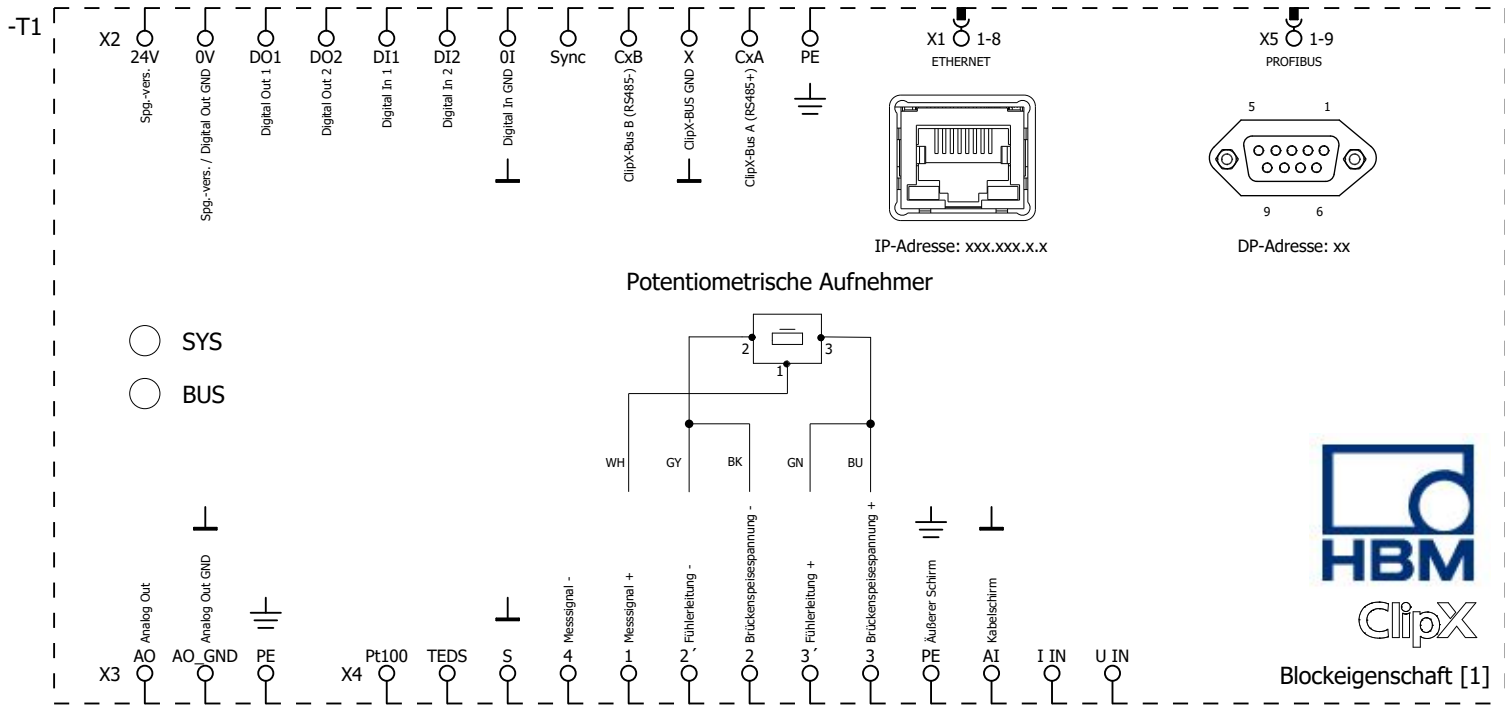 -T1
X2
24V 0V DO1 DO2 DI1 DI2 0I Sync CxB X CxA PE
Spg.-vers.
Spg.-vers. / Digital Out GND
Digital Out 1
Digital Out 2
Digital In 1
Digital In 2
Digital In GND
ClipX-Bus B (RS485-)
ClipX-BUS GND
ClipX-Bus A (RS485+)
X1 1-8
ETHERNET
IP-Adresse: xxx.xxx.x.x
X5 1-9
PROFIBUS
5 1
9 6
DP-Adresse: xx
Potentiometrische Aufnehmer
SYS
BUS
2 3
1
WH GY BK GN BU
HBM
ClipX
Blockeigenschaft [1]
Analog Out
Analog Out GND
Messsignal -
Messsignal +
Fühlerleitung -
Brückenspeisespannung -
Fühlerleitung +
Brückenspeisespannung +
Äußerer Schirm
Kabelschirm
X3 AO AO_GND PE
X4 Pt100 TEDS S 4 1 2´ 2 3´ 3 PE AI I IN U IN